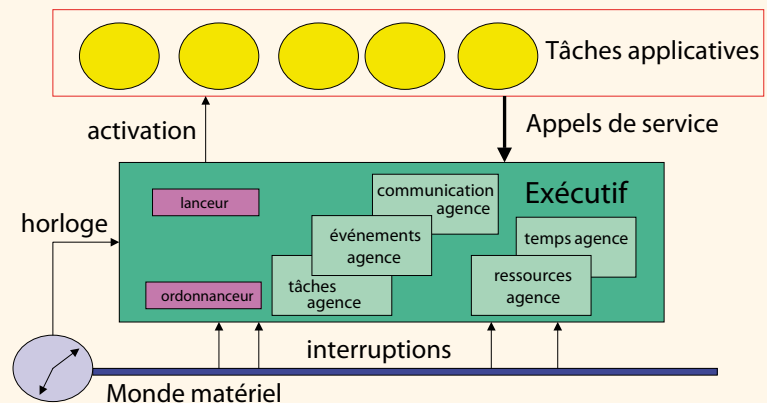 Tâches applicatives
activation
Appels de service
Exécutif
communication
agence
lanceur
horloge
événements
agence
temps agence
ressources
agence
tâches
agence
ordonnanceur
interruptions
Monde matériel